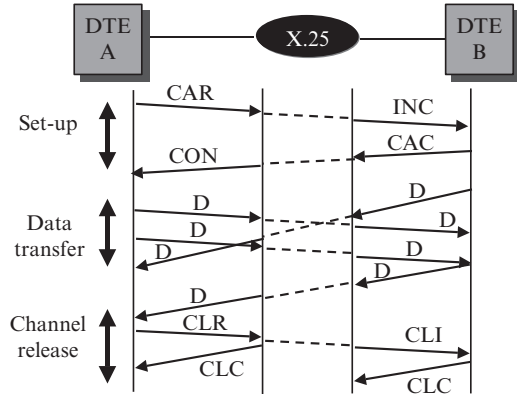 DTE
A
X.25
DTE
B
Set-up
CAR
INC
CON
CAC
Data
transfer
D
D
D
D
D
D
D
D
Channel
release
CLR
CLI
CLC
CLC